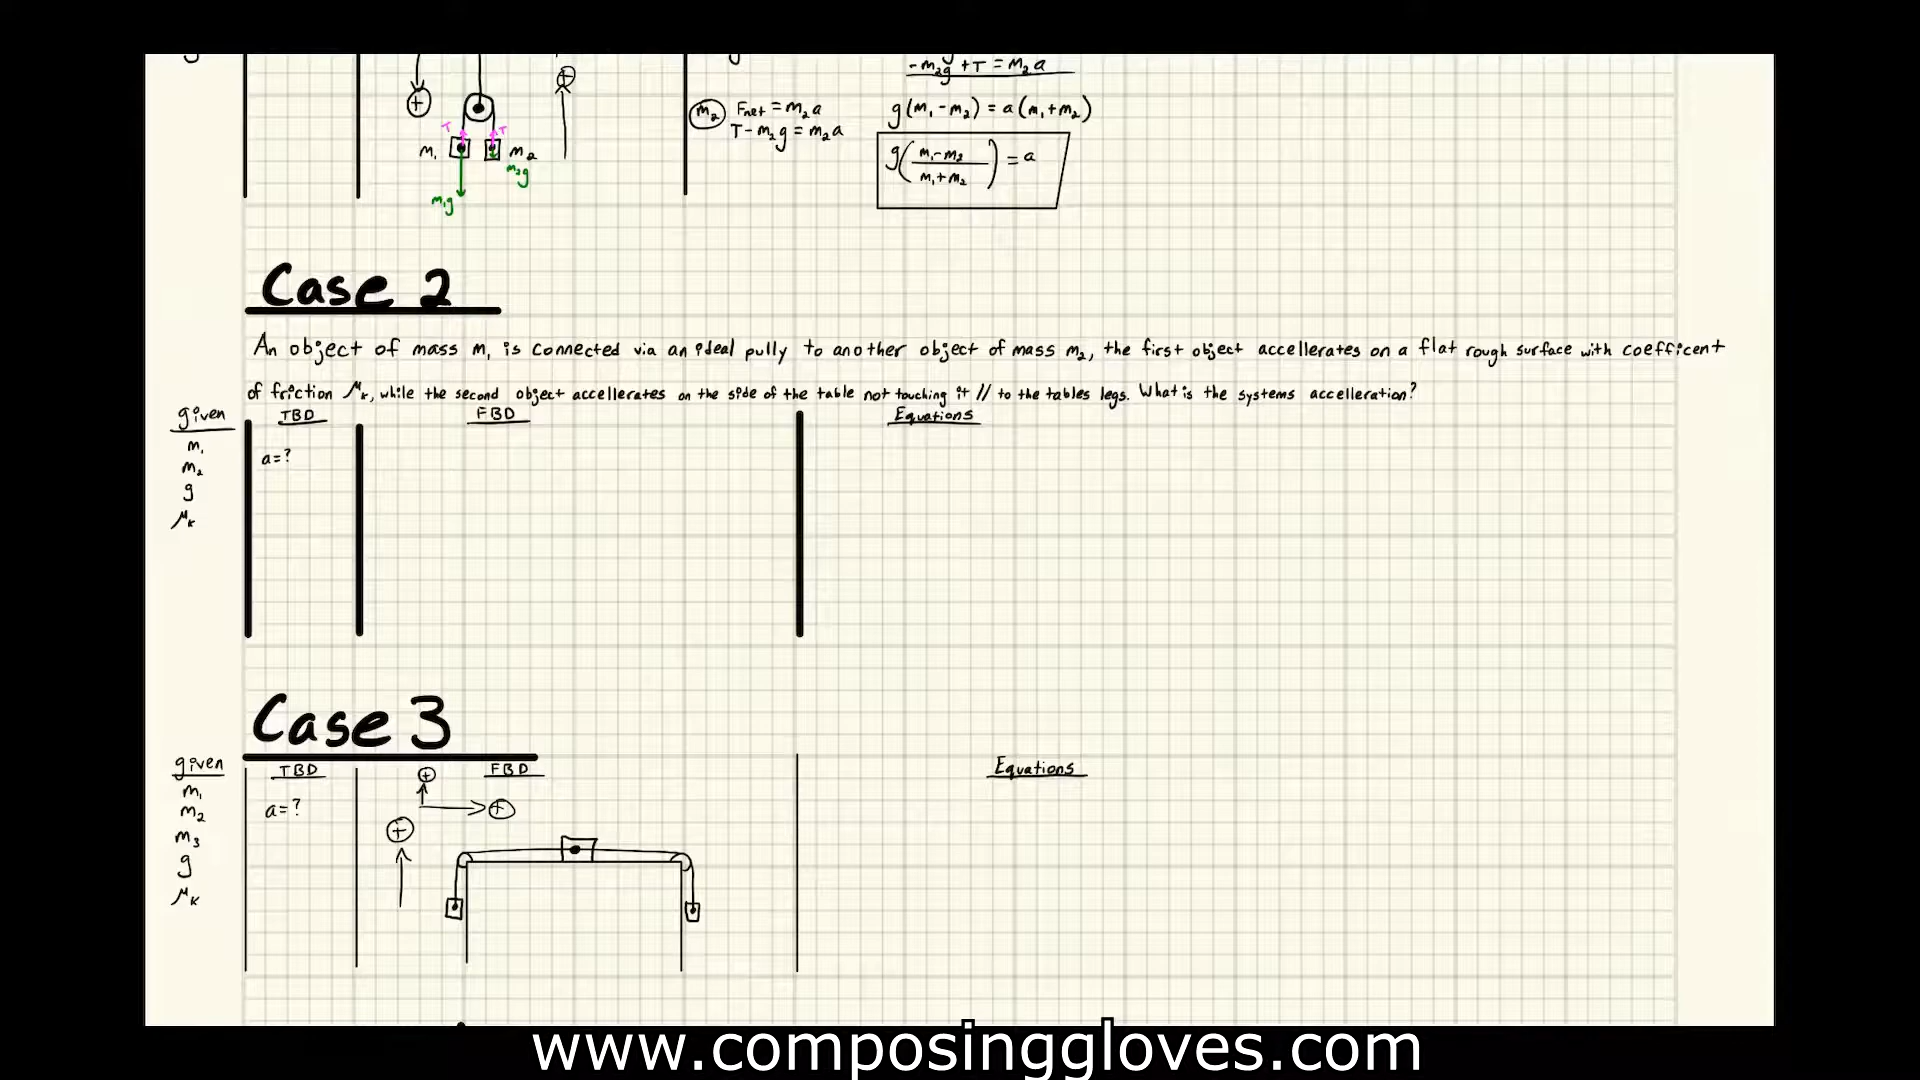 -m₂g + T = m₂a
m₂ Fnet = m₂a
T - m₂g = m₂a
g(m₁ - m₂) = a(m₁ + m₂)
g((m₁ - m₂)/(m₁ + m₂)) = a
+
+
T T
m₁ m₂
m₂g
m₁g
Case 2
An object of mass m, is connected via an ideal pully to another object of mass m₂, the first object accellerates on a flat rough surface with coefficent
of friction μk, while the second object accellerates on the side of the table not touching it // to the tables legs. What is the systems accelleration?
given TBD FBD Equations
m₁
a=?
m₂
g
μk
Case 3
given TBD FBD Equations
+
m₁
a=?
+
m₂
+
m₃
g
μk
www.composinggloves.com